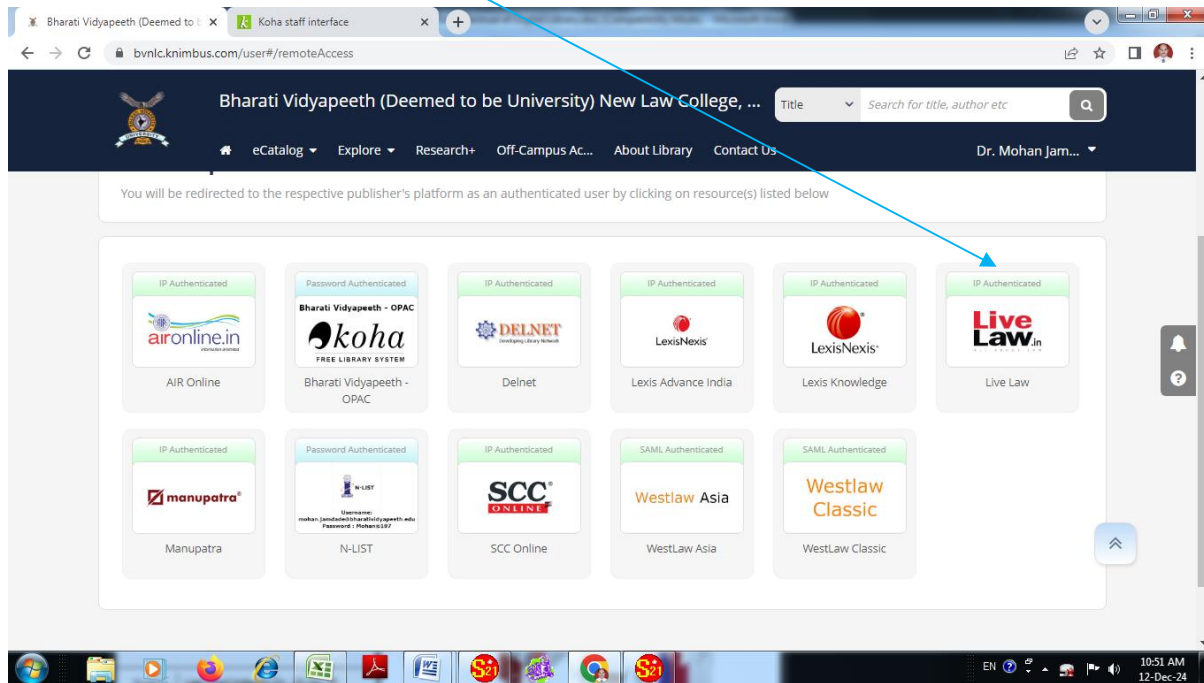 Bharati Vidyapeeth (Deemed to b
Koha staff interface
bvnlc.knimbus.com/user#/remoteAccess
Bharati Vidyapeeth (Deemed to be University) New Law College, ...
Title
Search for title, author etc
eCatalog
Explore
Research+
Off-Campus Ac...
About Library
Contact Us
Dr. Mohan Jam...
You will be redirected to the respective publisher's platform as an authenticated user by clicking on resource(s) listed below
IP Authenticated
aironline.in
AIR Online
Password Authenticated
Bharati Vidyapeeth - OPAC
koha
FREE LIBRARY SYSTEM
Bharati Vidyapeeth -
OPAC
IP Authenticated
DELNET
Developing Library Network
Delnet
IP Authenticated
LexisNexis
Lexis Advance India
IP Authenticated
LexisNexis
Lexis Knowledge
IP Authenticated
Live
Law.in
Live Law
IP Authenticated
manupatra
Manupatra
Password Authenticated
N-LIST
Username:
mohan.jamdade@bharatividyapeeth.edu
Password : Mohan@197
N-LIST
IP Authenticated
SCC
ONLINE
SCC Online
SAML Authenticated
Westlaw Asia
WestLaw Asia
SAML Authenticated
Westlaw
Classic
WestLaw Classic
EN
10:51 AM
12-Dec-24